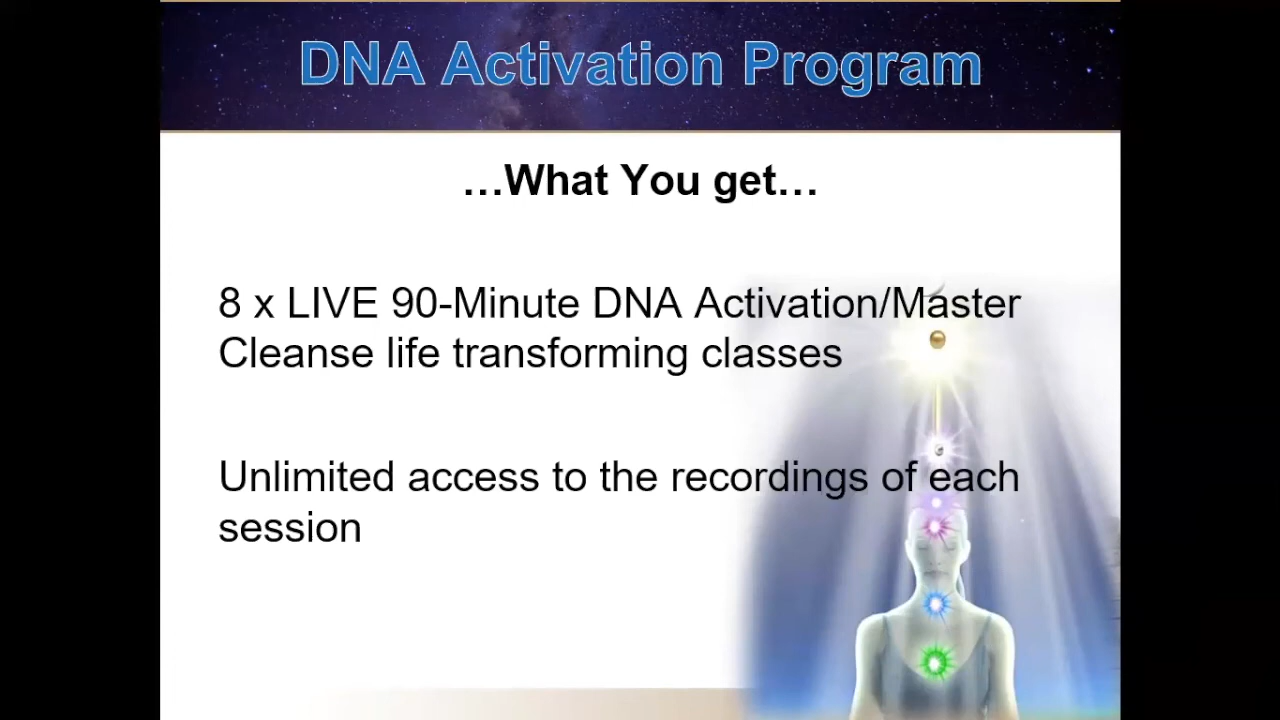 DNA Activation Program
…What You get…
8 x LIVE 90-Minute DNA Activation/Master
Cleanse life transforming classes
Unlimited access to the recordings of each
session